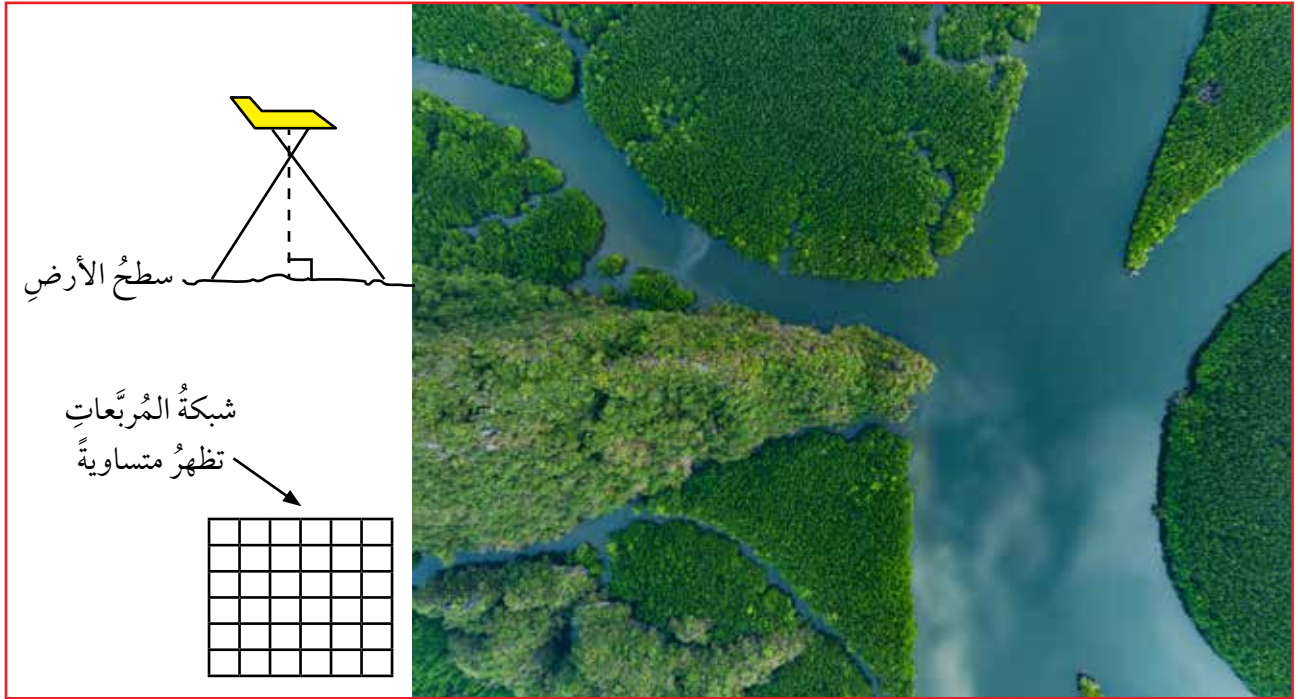 سطحُ الأرضِ
شبكةُ المُربَّعاتِ
تظهرُ متساويةً